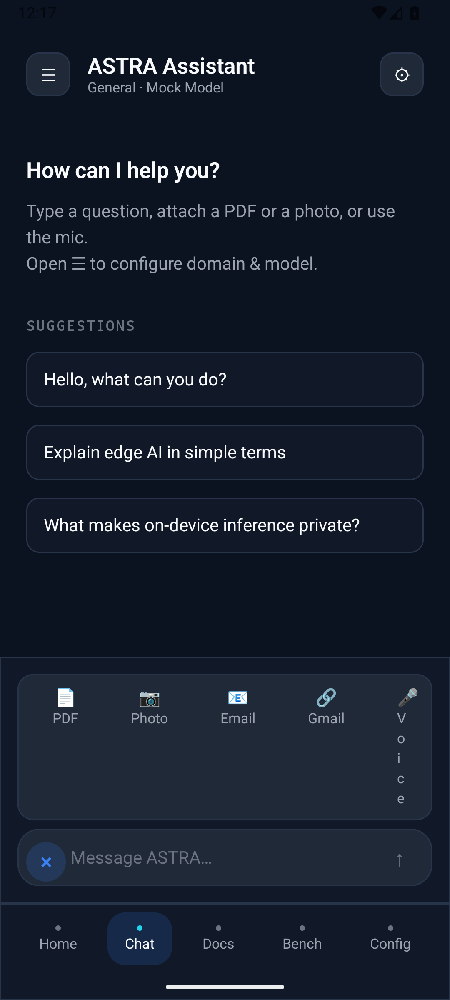 12:17
☰
ASTRA Assistant
General · Mock Model
How can I help you?
Type a question, attach a PDF or a photo, or use
the mic.
Open ☰ to configure domain & model.
SUGGESTIONS
Hello, what can you do?
Explain edge AI in simple terms
What makes on-device inference private?
PDF
Photo
Email
Gmail
V
o
i
c
e
× Message ASTRA... ↑
Home
Chat
Docs
Bench
Config